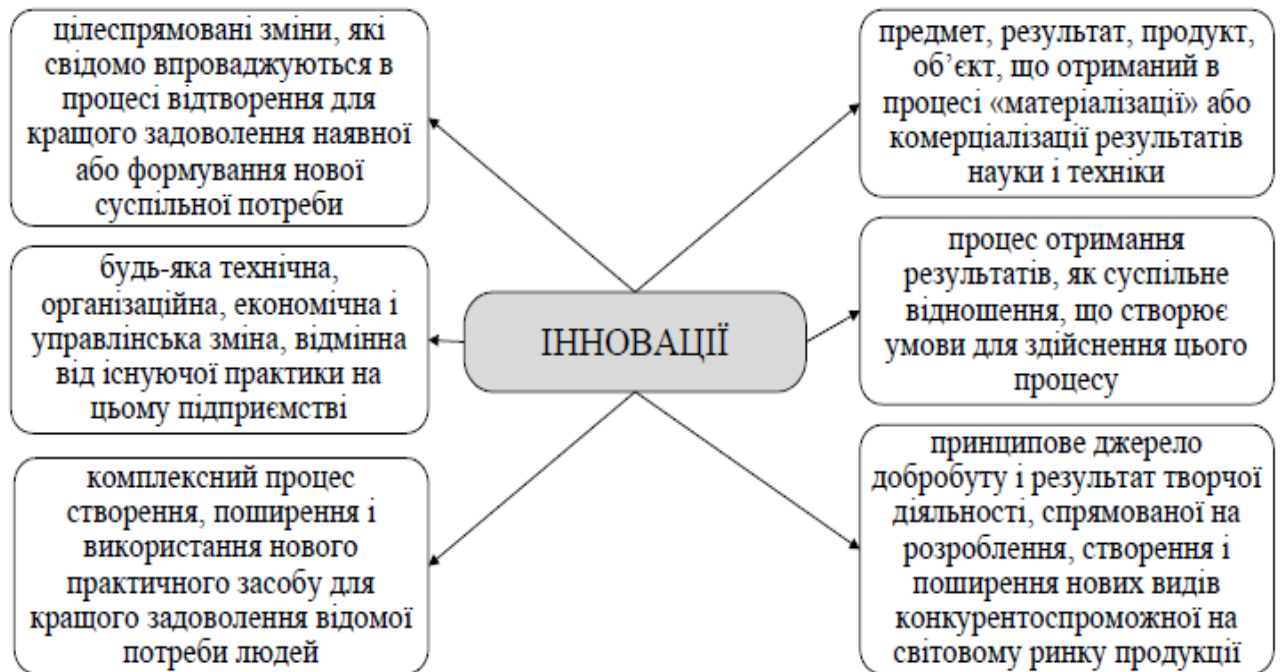 цілеспрямовані зміни, які
свідомо впроваджуються в
процесі відтворення для
кращого задоволення наявної
або формування нової
суспільної потреби
будь-яка технічна,
організаційна, економічна і
управлінська зміна, відмінна
від існуючої практики на
цьому підприємстві
комплексний процес
створення, поширення і
використання нового
практичного засобу для
кращого задоволення відомої
потреби людей
ІННОВАЦІЇ
предмет, результат, продукт,
об’єкт, що отриманий в
процесі «матеріалізації» або
комерціалізації результатів
науки і техніки
процес отримання
результатів, як суспільне
відношення, що створює
умови для здійснення цього
процесу
принципове джерело
добробуту і результат творчої
діяльності, спрямованої на
розроблення, створення і
поширення нових видів
конкурентоспроможної на
світовому ринку продукції